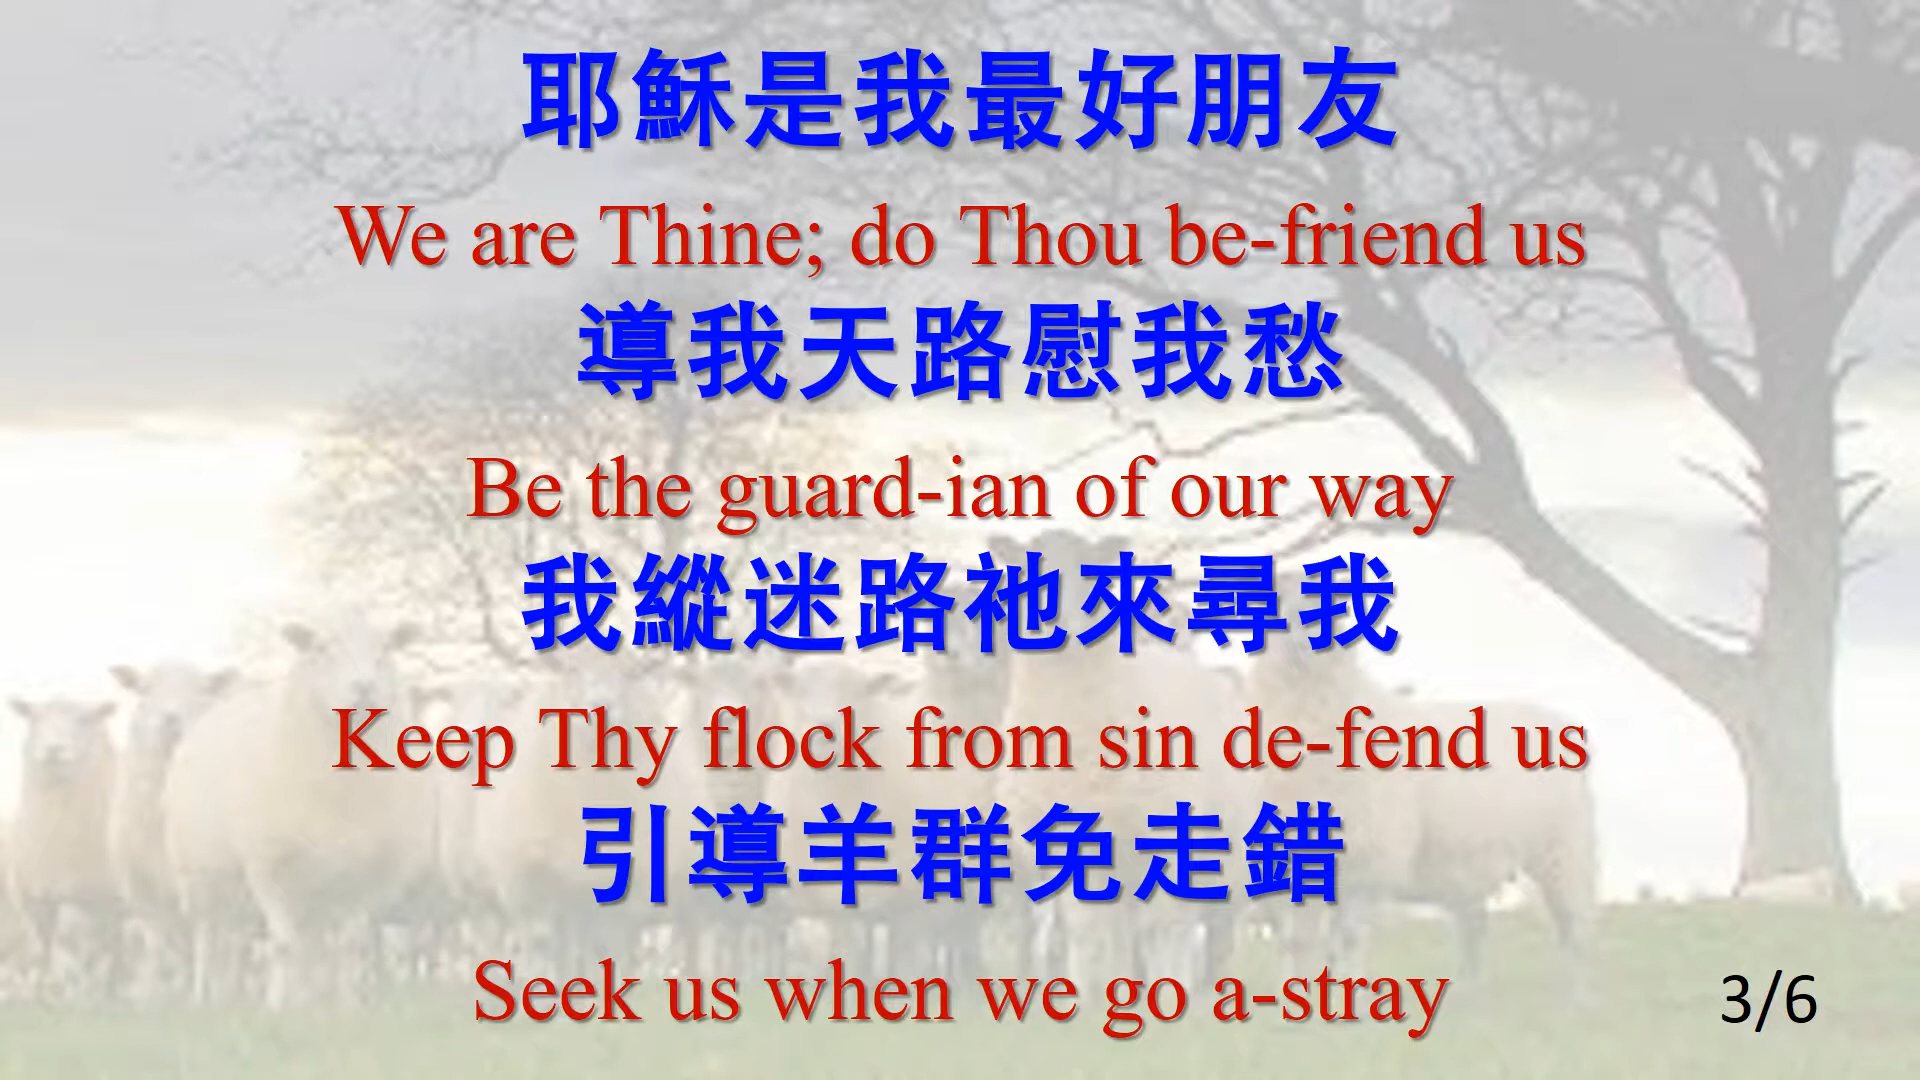 耶穌是我最好朋友
We are Thine; do Thou be-friend us
導我天路慰我愁
Be the guard-ian of our way
我縱迷路祂來尋我
Keep Thy flock from sin de-fend us
引導羊群免走錯
Seek us when we go a-stray
3/6